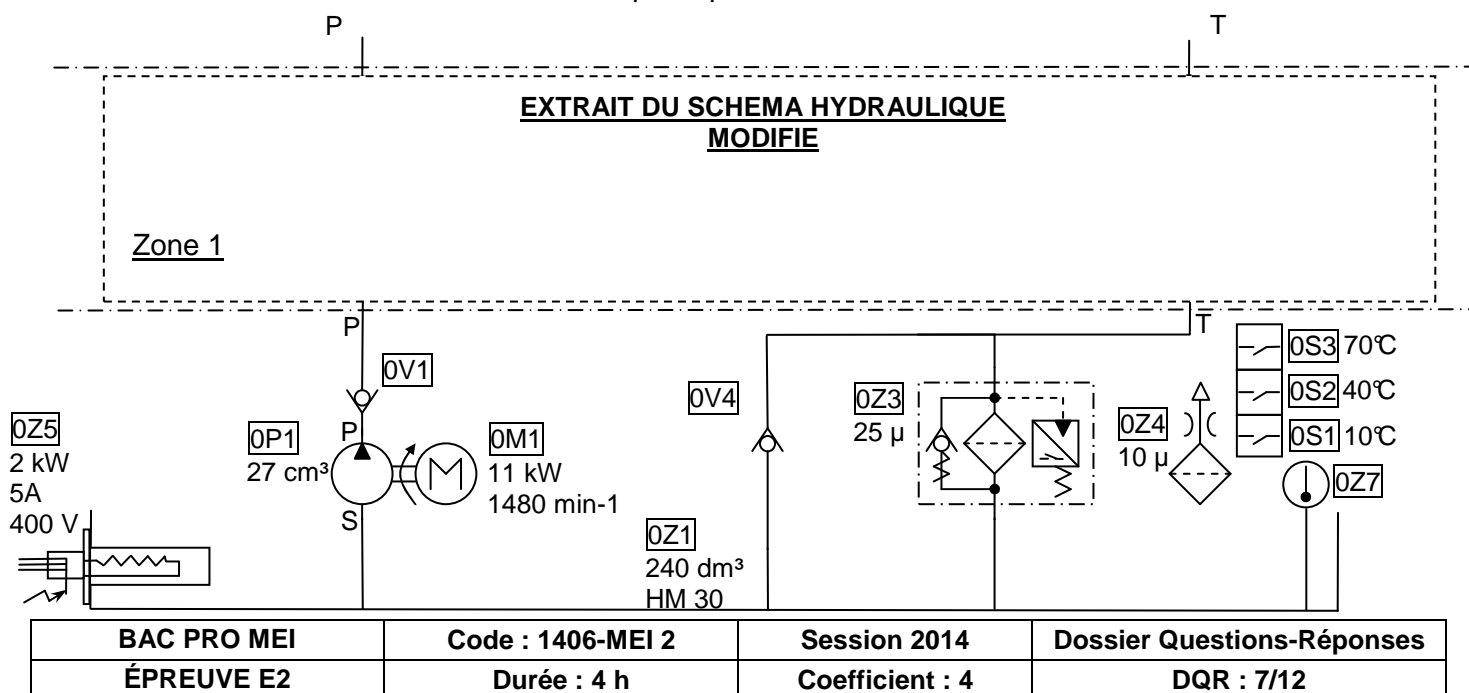 P
T
EXTRAIT DU SCHEMA HYDRAULIQUE
MODIFIE
Zone 1
P
T
0V1
0Z5
2 kW
5A
400 V
0P1
27 cm³
P
S
0M1
M
11 kW
1480 min-1
0V4
0Z1
240 dm³
HM 30
0Z3
25 µ
0Z4
10 µ
0S3 70°C
0S2 40°C
0S1 10°C
0Z7
BAC PRO MEI Code : 1406-MEI 2 Session 2014 Dossier Questions-Réponses
ÉPREUVE E2 Durée : 4 h Coefficient : 4 DQR : 7/12